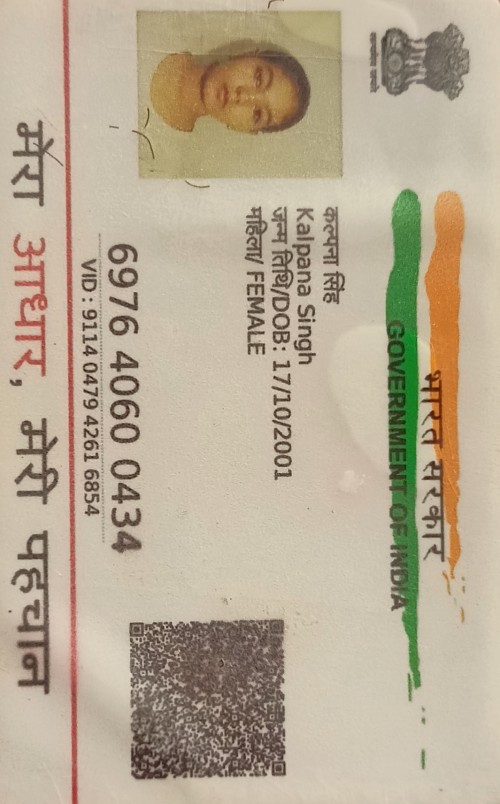 भारत सरकार
GOVERNMENT OF INDIA
कल्पना सिंह
Kalpana Singh
जन्म तिथि/DOB: 17/10/2001
महिला/ FEMALE
6976 4060 0434
VID : 9114 0479 4261 6854
मेरा आधार, मेरी पहचान